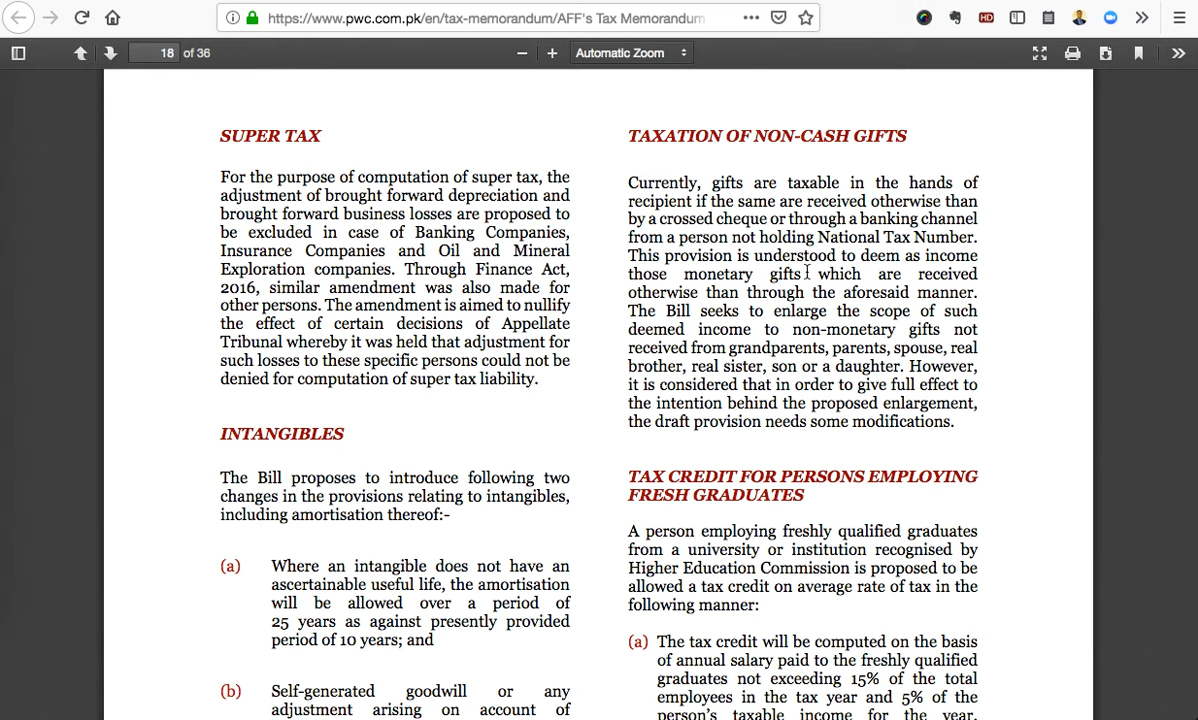 https://www.pwc.com.pk/en/tax-memorandum/AFF's Tax Memorandum
HD
18 of 36
Automatic Zoom
SUPER TAX
For the purpose of computation of super tax, the
adjustment of brought forward depreciation and
brought forward business losses are proposed to
be excluded in case of Banking Companies,
Insurance Companies and Oil and Mineral
Exploration companies. Through Finance Act,
2016, similar amendment was also made for
other persons. The amendment is aimed to nullify
the effect of certain decisions of Appellate
Tribunal whereby it was held that adjustment for
such losses to these specific persons could not be
denied for computation of super tax liability.
INTANGIBLES
The Bill proposes to introduce following two
changes in the provisions relating to intangibles,
including amortisation thereof:-
(a) Where an intangible does not have an
ascertainable useful life, the amortisation
will be allowed over a period of
25 years as against presently provided
period of 10 years; and
(b) Self-generated goodwill or any
adjustment arising on account of
TAXATION OF NON-CASH GIFTS
Currently, gifts are taxable in the hands of
recipient if the same are received otherwise than
by a crossed cheque or through a banking channel
from a person not holding National Tax Number.
This provision is understood to deem as income
those monetary gifts which are received
otherwise than through the aforesaid manner.
The Bill seeks to enlarge the scope of such
deemed income to non-monetary gifts not
received from grandparents, parents, spouse, real
brother, real sister, son or a daughter. However,
it is considered that in order to give full effect to
the intention behind the proposed enlargement,
the draft provision needs some modifications.
TAX CREDIT FOR PERSONS EMPLOYING
FRESH GRADUATES
A person employing freshly qualified graduates
from a university or institution recognised by
Higher Education Commission is proposed to be
allowed a tax credit on average rate of tax in the
following manner:
(a) The tax credit will be computed on the basis
of annual salary paid to the freshly qualified
graduates not exceeding 15% of the total
employees in the tax year and 5% of the
person's taxable income for the year.